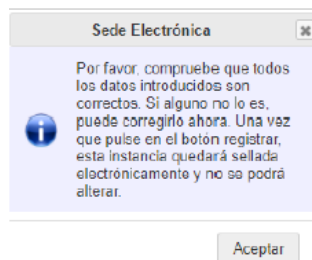 Sede Electrónica
Por favor, compruebe que todos
los datos introducidos son
correctos. Si alguno no lo es,
puede corregirlo ahora. Una vez
que pulse en el botón registrar,
esta instancia quedará sellada
electrónicamente y no se podrá
alterar.
Aceptar